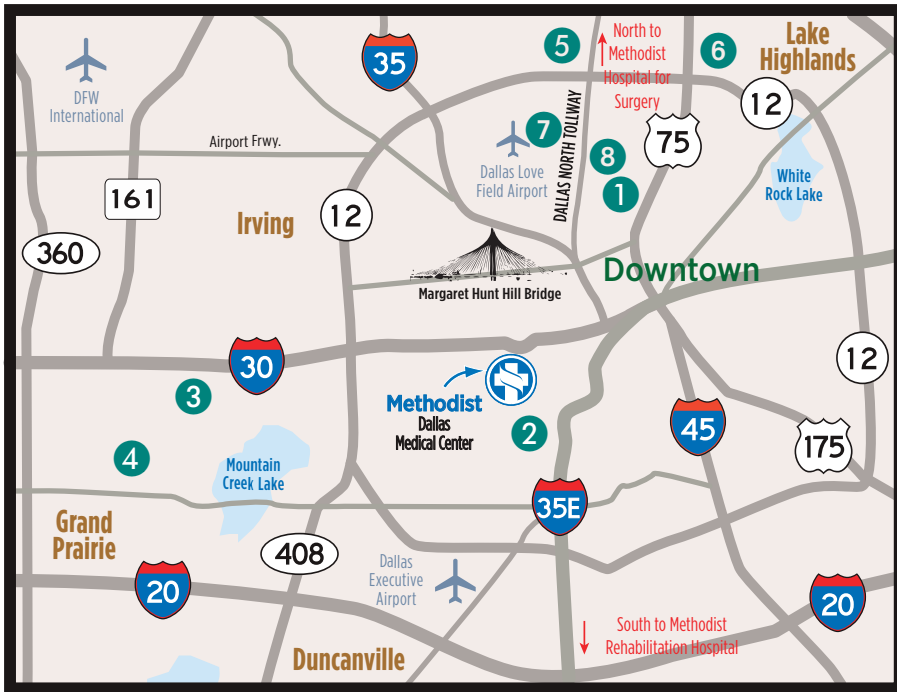 35
DFW
International
5
North to
Methodist
Hospital for
Surgery
6
Lake
Highlands
12
Airport Frwy.
7
DALLAS NORTH TOLLWAY
75
8
Dallas Love
Field Airport
1
White
Rock Lake
161
Irving
12
360
Margaret Hunt Hill Bridge
Downtown
30
12
3
Methodist
Dallas
Medical Center
2
45
175
4
Mountain
Creek Lake
35E
Grand
Prairie
408
Dallas
Executive
Airport
20
20
South to Methodist
Rehabilitation Hospital
Duncanville